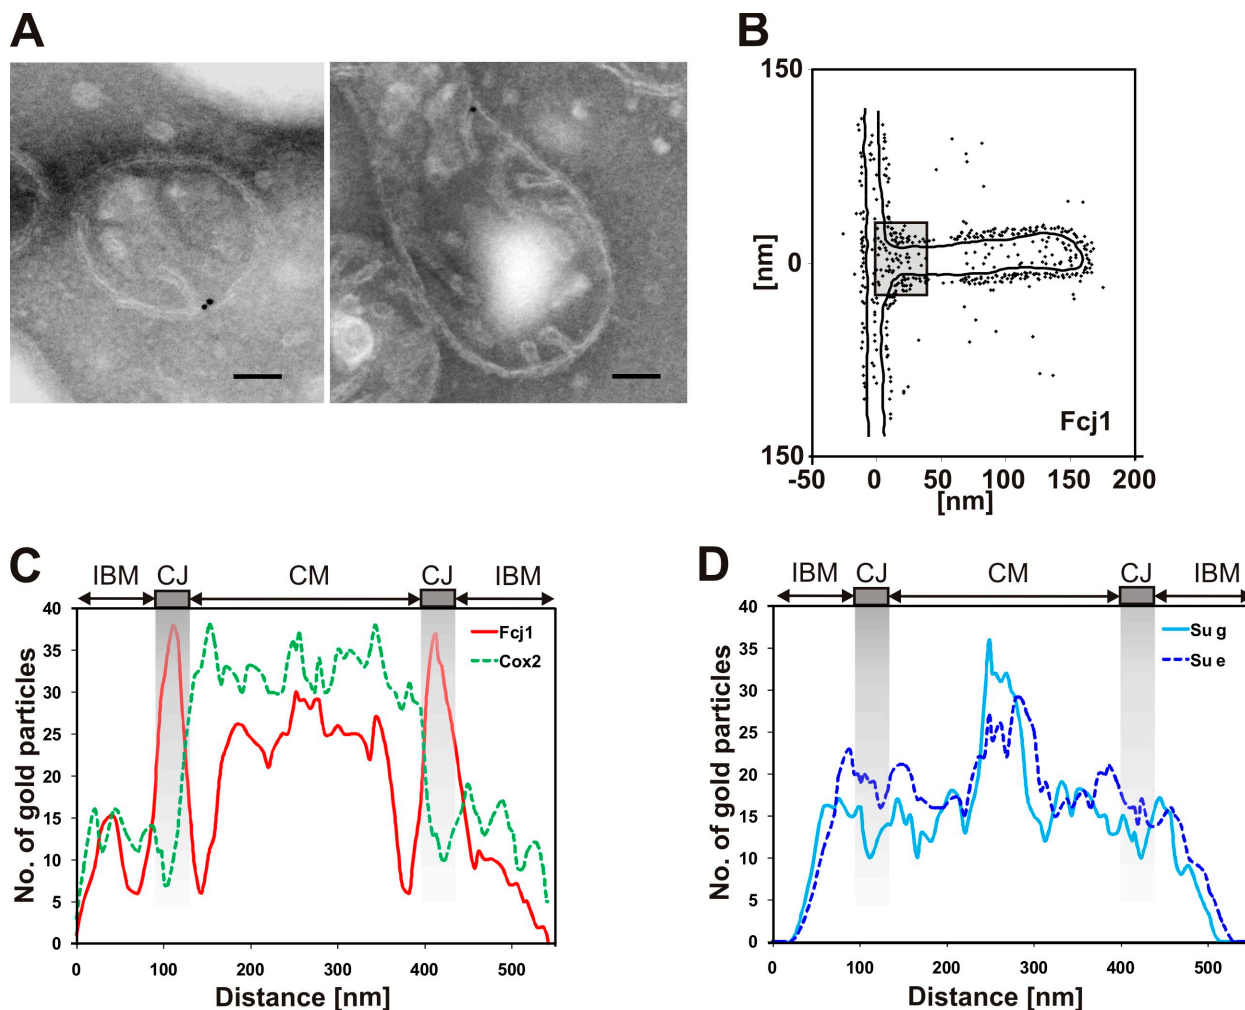 A
B
150
0
150
[nm]
-50 0 50 100 150 200
[nm]
Fcj1
C
IBM CJ CM CJ IBM
40
35
30
25
20
15
10
5
0
No. of gold particles
Fcj1
Cox2
0 100 200 300 400 500
Distance [nm]
D
IBM CJ CM CJ IBM
40
35
30
25
20
15
10
5
0
No. of gold particles
Su g
Su e
0 100 200 300 400 500
Distance [nm]